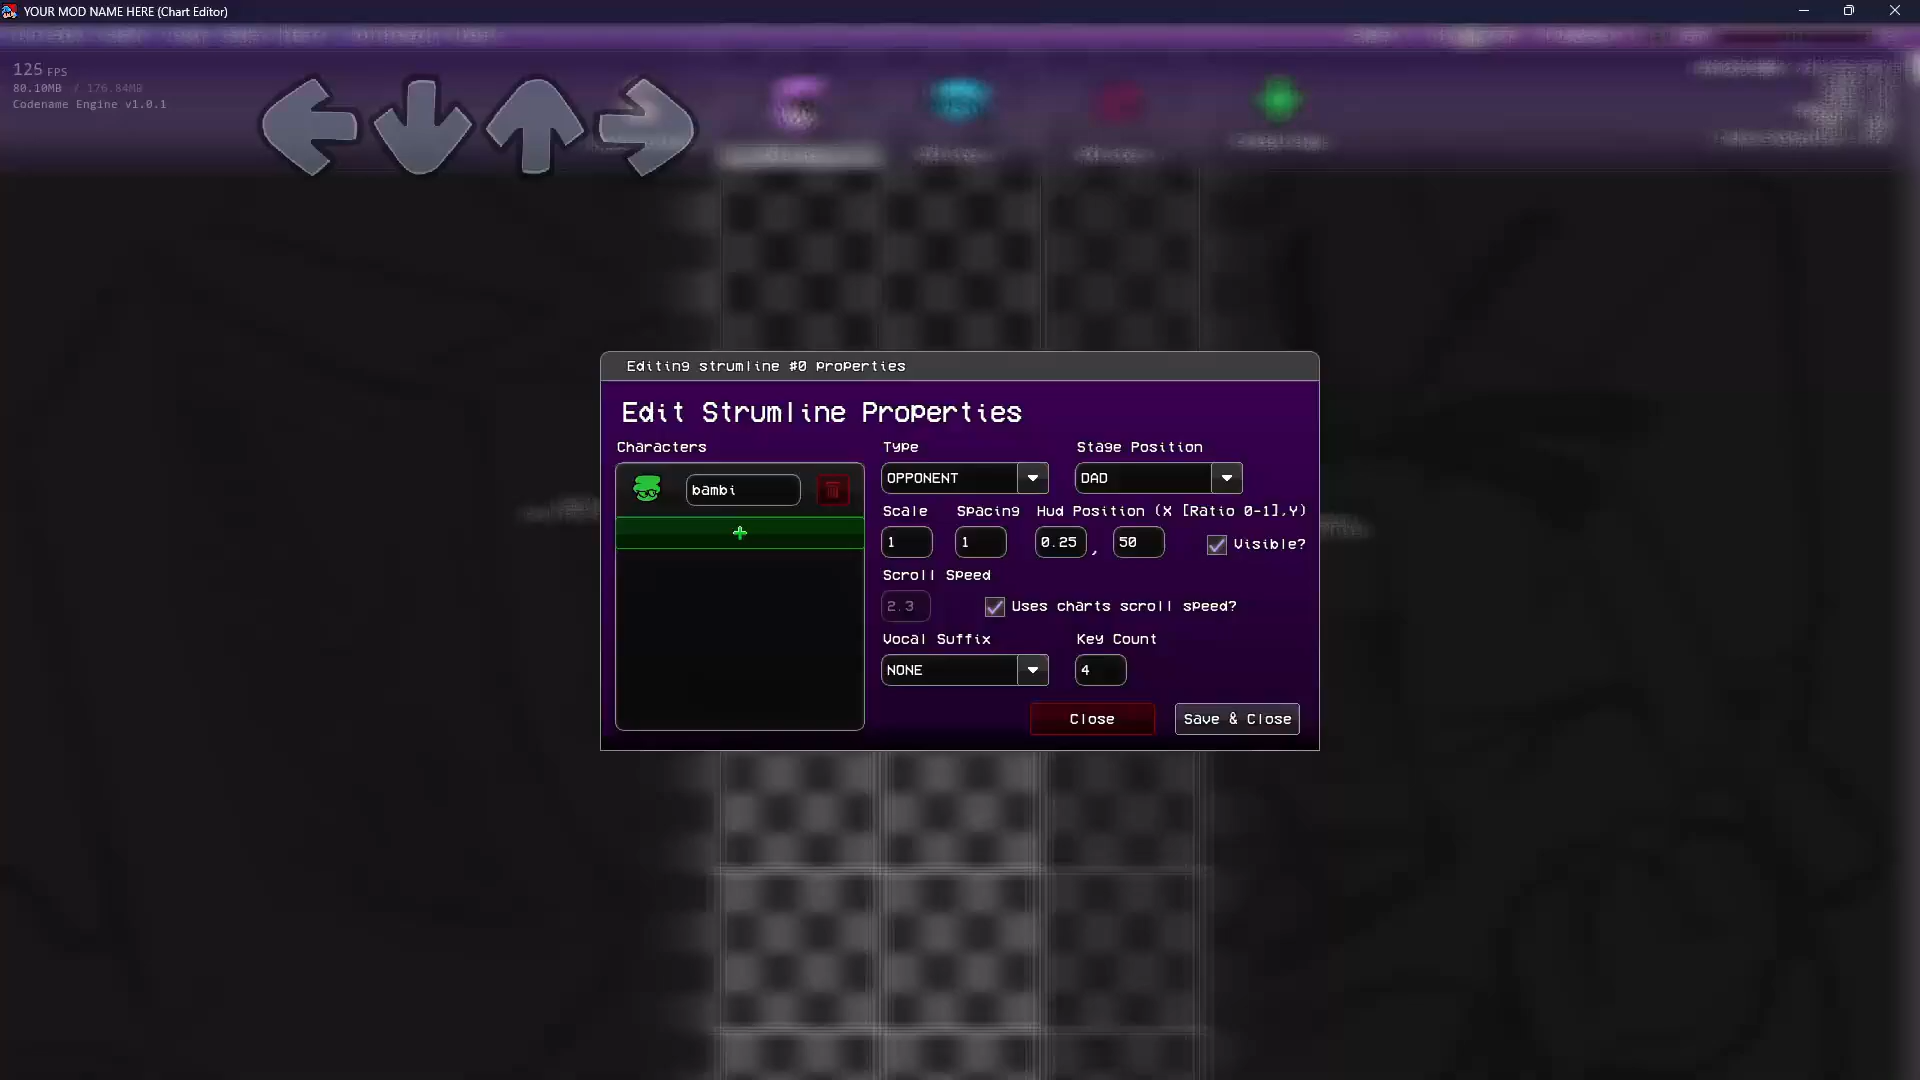 YOUR MOD NAME HERE (Chart Editor)
125 FPS
80.10MB / 176.84MB
Codename Engine v1.0.1
Editing strumline #0 properties
Edit Strumline Properties
Characters
Type
Stage Position
bambi
OPPONENT
DAD
+
Scale
Spacing
Hud Position (X [Ratio 0-1],Y)
1
1
0.25 , 50
Visible?
Scroll Speed
2.3
Uses charts scroll speed?
Vocal Suffix
Key Count
NONE
4
Close
Save & Close